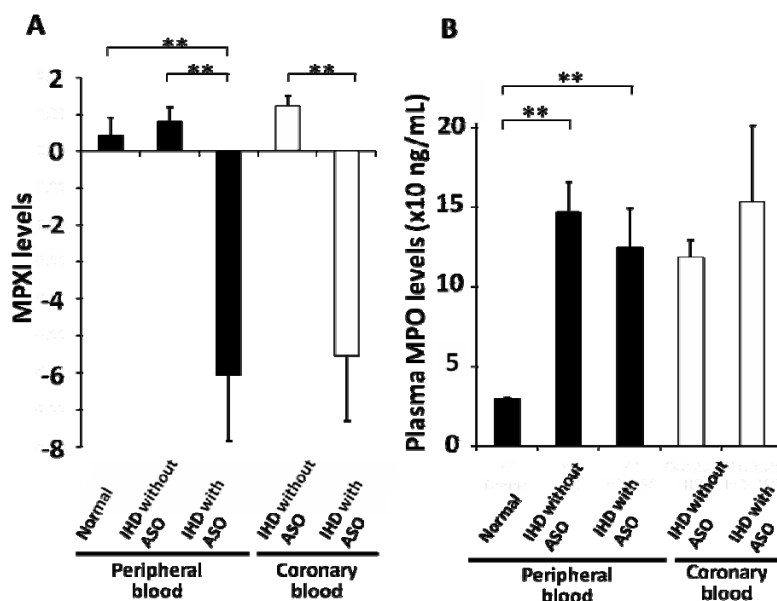 A
**
**
**
2
0
-2
-4
-6
-8
MPXI levels
Normal
IHD without
ASO
IHD with
ASO
IHD without
ASO
IHD with
ASO
Peripheral
blood
Coronary
blood
B
**
**
20
15
10
5
0
Plasma MPO levels (x10 ng/mL)
Normal
IHD without
ASO
IHD with
ASO
IHD without
ASO
IHD with
ASO
Peripheral
blood
Coronary
blood